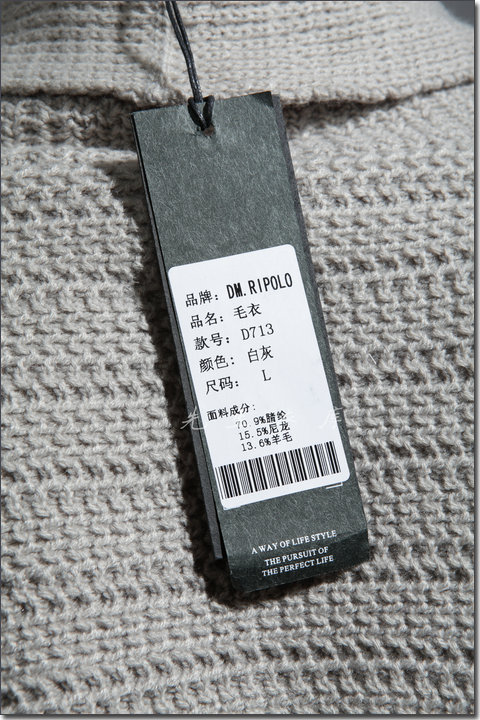 品牌: DM.RIPOLO
品名: 毛衣
款号: D713
颜色: 白灰
尺码: L
面料成分:
70.9%腈纶
15.5%尼龙
13.6%羊毛
A WAY OF LIFE STYLE
THE PURSUIT OF
THE PERFECT LIFE